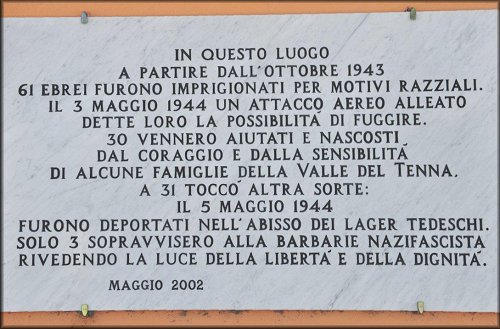 IN QUESTO LUOGO
A PARTIRE DALL'OTTOBRE 1943
61 EBREI FURONO IMPRIGIONATI PER MOTIVI RAZZIALI.
IL 3 MAGGIO 1944 UN ATTACCO AEREO ALLEATO
DETTE LORO LA POSSIBILITÀ DI FUGGIRE.
30 VENNERO AIUTATI E NASCOSTI
DAL CORAGGIO E DALLA SENSIBILITÀ
DI ALCUNE FAMIGLIE DELLA VALLE DEL TENNA.
A 31 TOCCÒ ALTRA SORTE:
IL 5 MAGGIO 1944
FURONO DEPORTATI NELL'ABISSO DEI LAGER TEDESCHI.
SOLO 3 SOPRAVVISERO ALLA BARBARIE NAZIFASCISTA
RIVEDENDO LA LUCE DELLA LIBERTÀ E DELLA DIGNITÀ.
MAGGIO 2002